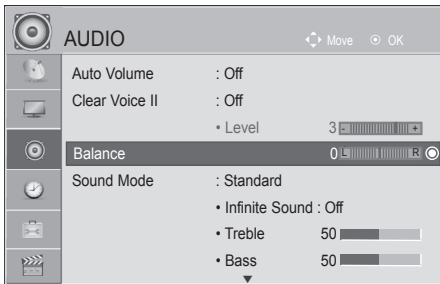 AUDIO Move OK
Auto Volume : Off
Clear Voice II : Off
• Level 3 - +
Balance 0 L R
Sound Mode : Standard
• Infinite Sound : Off
• Treble 50
• Bass 50